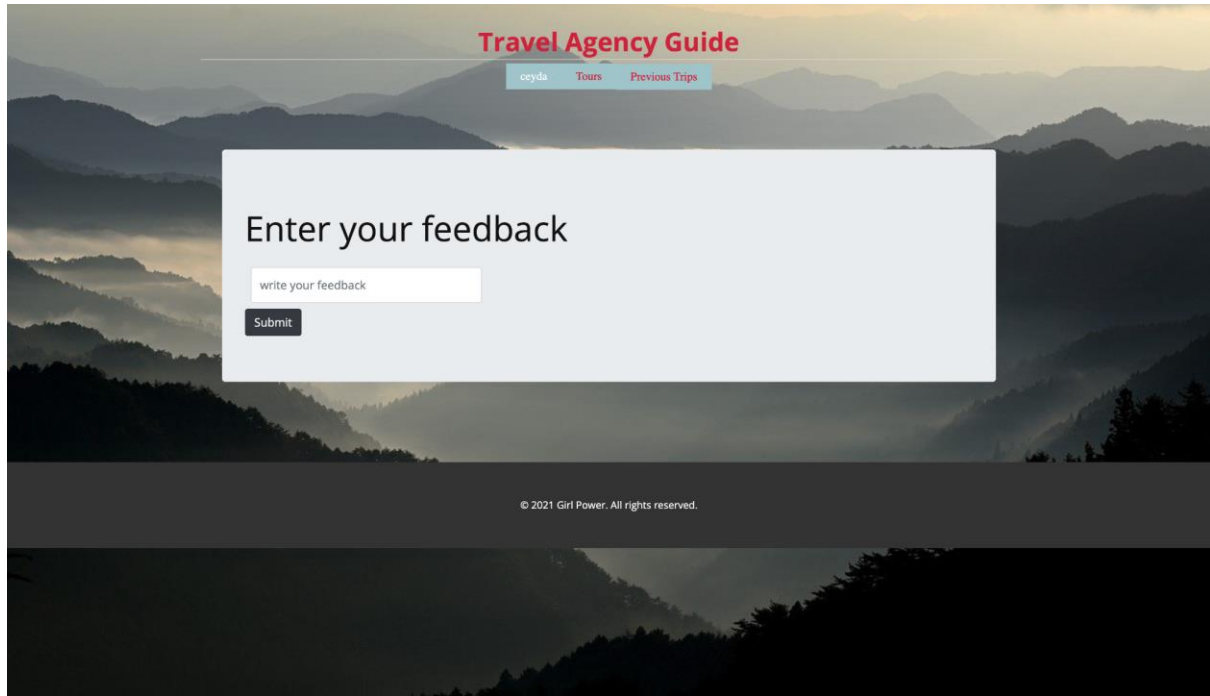 Travel Agency Guide
ceyda Tours Previous Trips
Enter your feedback
write your feedback
Submit
© 2021 Girl Power. All rights reserved.